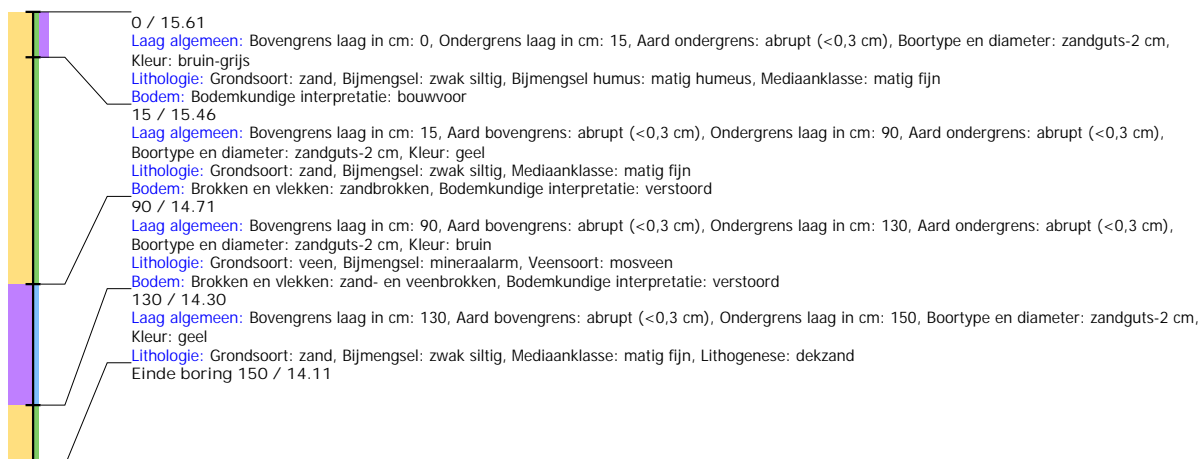 0 / 15.61
Laag algemeen: Bovengrens laag in cm: 0, Ondergrens laag in cm: 15, Aard ondergrens: abrupt (<0,3 cm), Boortype en diameter: zandguts-2 cm,
Kleur: bruin-grijs
Lithologie: Grondsoort: zand, Bijmengsel: zwak siltig, Bijmengsel humus: matig humeus, Mediaanklasse: matig fijn
Bodem: Bodemkundige interpretatie: bouwvoor
15 / 15.46
Laag algemeen: Bovengrens laag in cm: 15, Aard bovengrens: abrupt (<0,3 cm), Ondergrens laag in cm: 90, Aard ondergrens: abrupt (<0,3 cm),
Boortype en diameter: zandguts-2 cm, Kleur: geel
Lithologie: Grondsoort: zand, Bijmengsel: zwak siltig, Mediaanklasse: matig fijn
Bodem: Brokken en vlekken: zandbrokken, Bodemkundige interpretatie: verstoord
90 / 14.71
Laag algemeen: Bovengrens laag in cm: 90, Aard bovengrens: abrupt (<0,3 cm), Ondergrens laag in cm: 130, Aard ondergrens: abrupt (<0,3 cm),
Boortype en diameter: zandguts-2 cm, Kleur: bruin
Lithologie: Grondsoort: veen, Bijmengsel: mineraalarm, Veensoort: mosveen
Bodem: Brokken en vlekken: zand- en veenbrokken, Bodemkundige interpretatie: verstoord
130 / 14.30
Laag algemeen: Bovengrens laag in cm: 130, Aard bovengrens: abrupt (<0,3 cm), Ondergrens laag in cm: 150, Boortype en diameter: zandguts-2 cm,
Kleur: geel
Lithologie: Grondsoort: zand, Bijmengsel: zwak siltig, Mediaanklasse: matig fijn, Lithogenese: dekzand
Einde boring 150 / 14.11